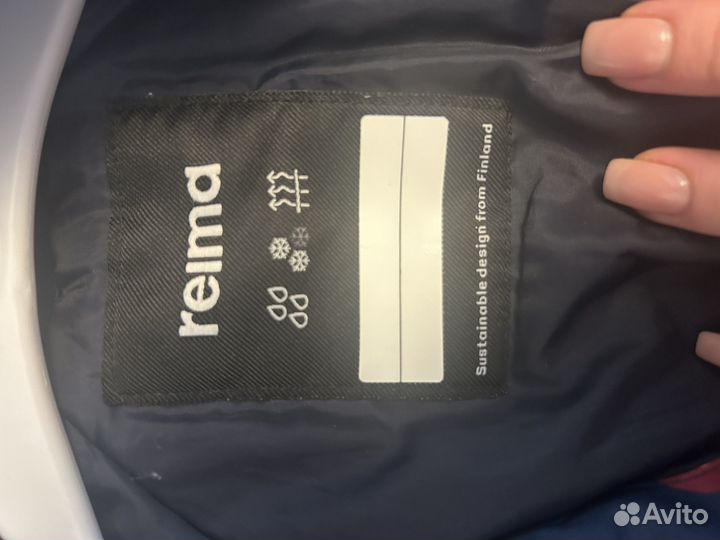 reima
Sustainable design from Finland
Avito